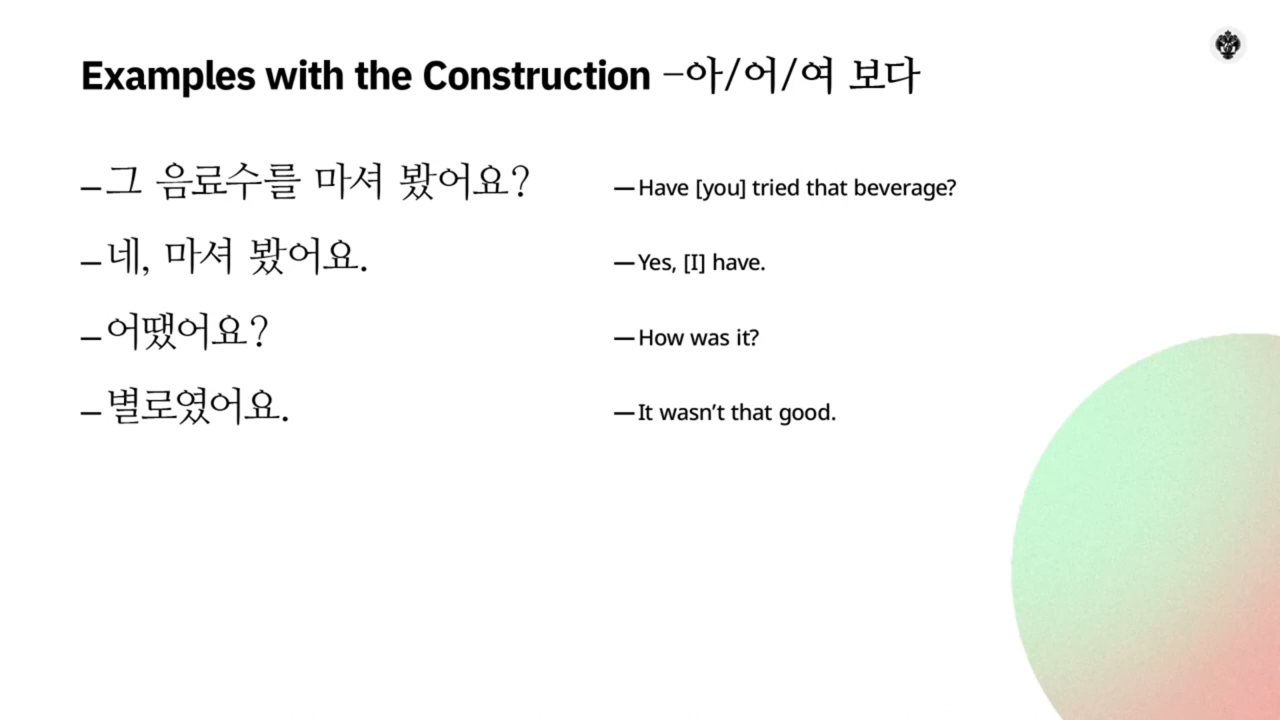 Examples with the Construction –아/어/여 보다
–그 음료수를 마셔 봤어요?
—Have [you] tried that beverage?
–네, 마셔 봤어요.
—Yes, [I] have.
–어땠어요?
—How was it?
–별로였어요.
—It wasn’t that good.